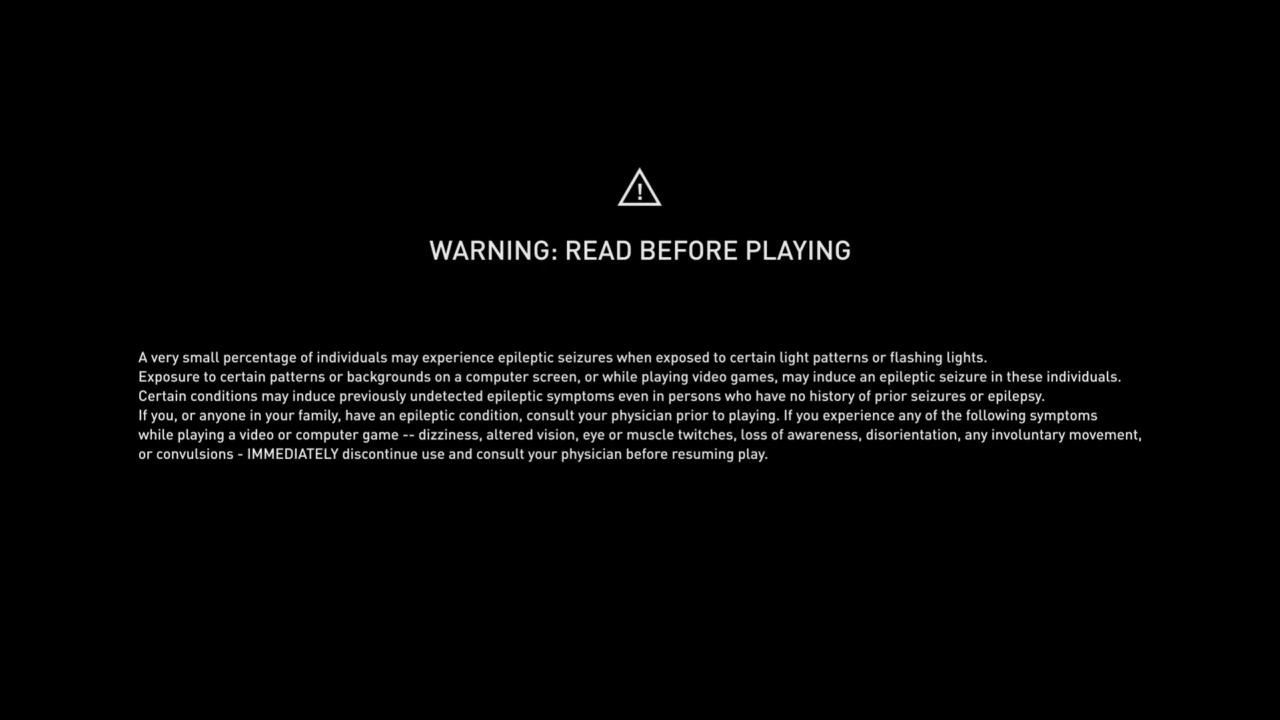 WARNING: READ BEFORE PLAYING
A very small percentage of individuals may experience epileptic seizures when exposed to certain light patterns or flashing lights.
Exposure to certain patterns or backgrounds on a computer screen, or while playing video games, may induce an epileptic seizure in these individuals.
Certain conditions may induce previously undetected epileptic symptoms even in persons who have no history of prior seizures or epilepsy.
If you, or anyone in your family, have an epileptic condition, consult your physician prior to playing. If you experience any of the following symptoms
while playing a video or computer game -- dizziness, altered vision, eye or muscle twitches, loss of awareness, disorientation, any involuntary movement,
or convulsions - IMMEDIATELY discontinue use and consult your physician before resuming play.